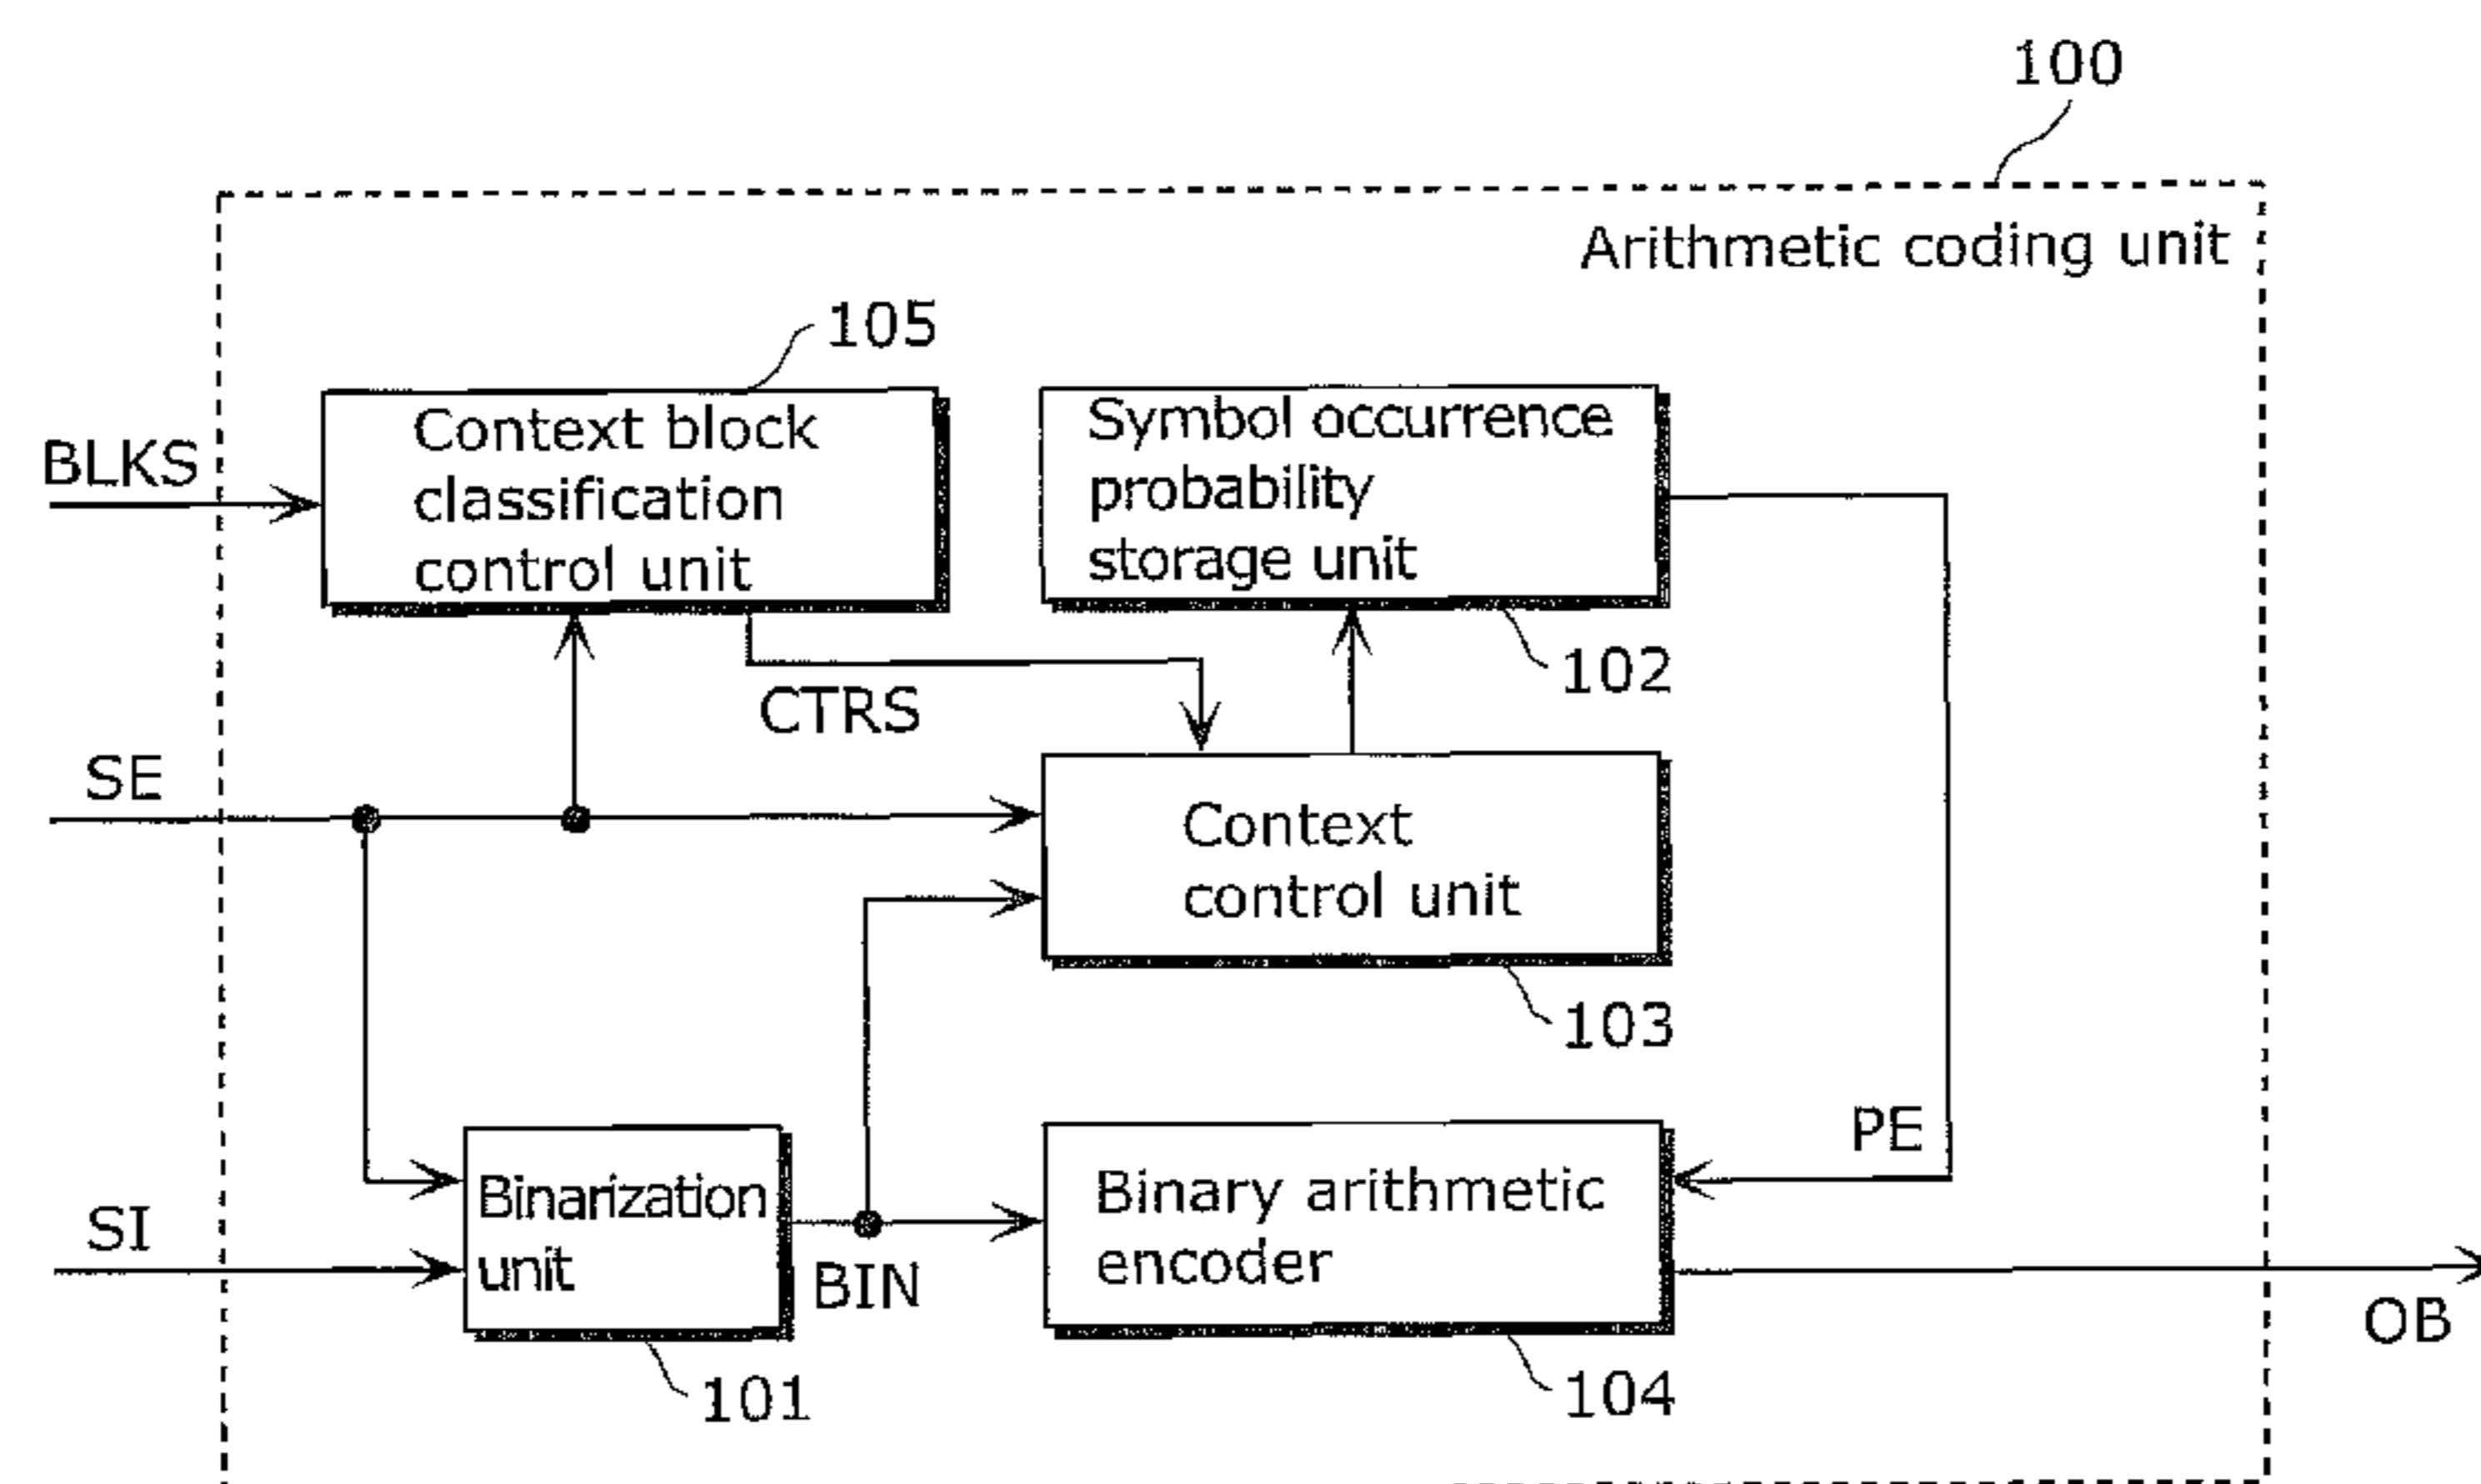 100
Arithmetic coding unit
105
Context block
classification
control unit
Symbol occurrence
probability
storage unit
BLKS
102
CTRS
SE
Context
control unit
103
PE
Binarization
unit
Binary arithmetic
encoder
SI
BIN
OB
101
104